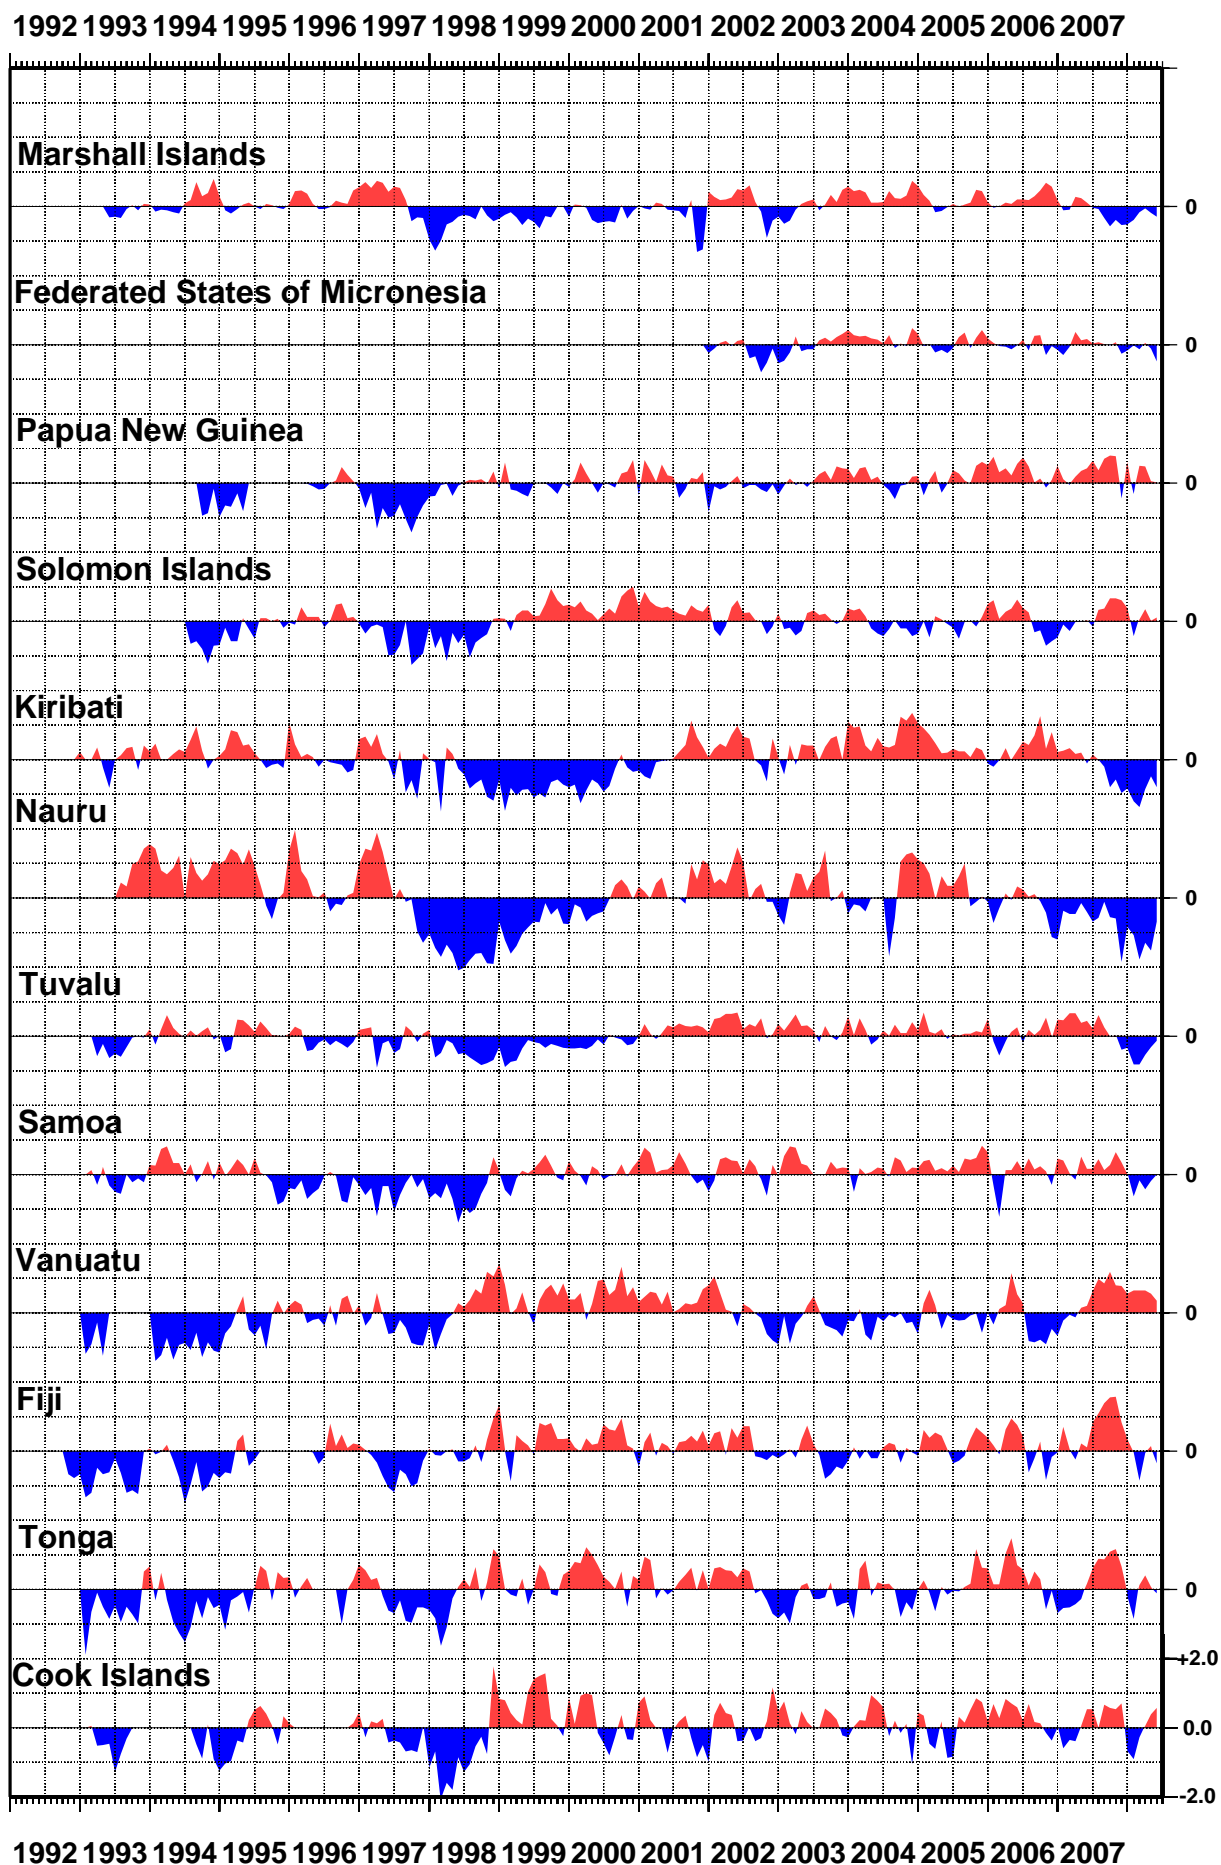 1992 1993 1994 1995 1996 1997 1998 1999 2000 2001 2002 2003 2004 2005 2006 2007
Marshall Islands
0
Federated States of Micronesia
0
Papua New Guinea
0
Solomon Islands
0
Kiribati
0
Nauru
0
Tuvalu
0
Samoa
0
Vanuatu
0
Fiji
0
Tonga
0
+2.0
Cook Islands
0.0
-2.0
1992 1993 1994 1995 1996 1997 1998 1999 2000 2001 2002 2003 2004 2005 2006 2007